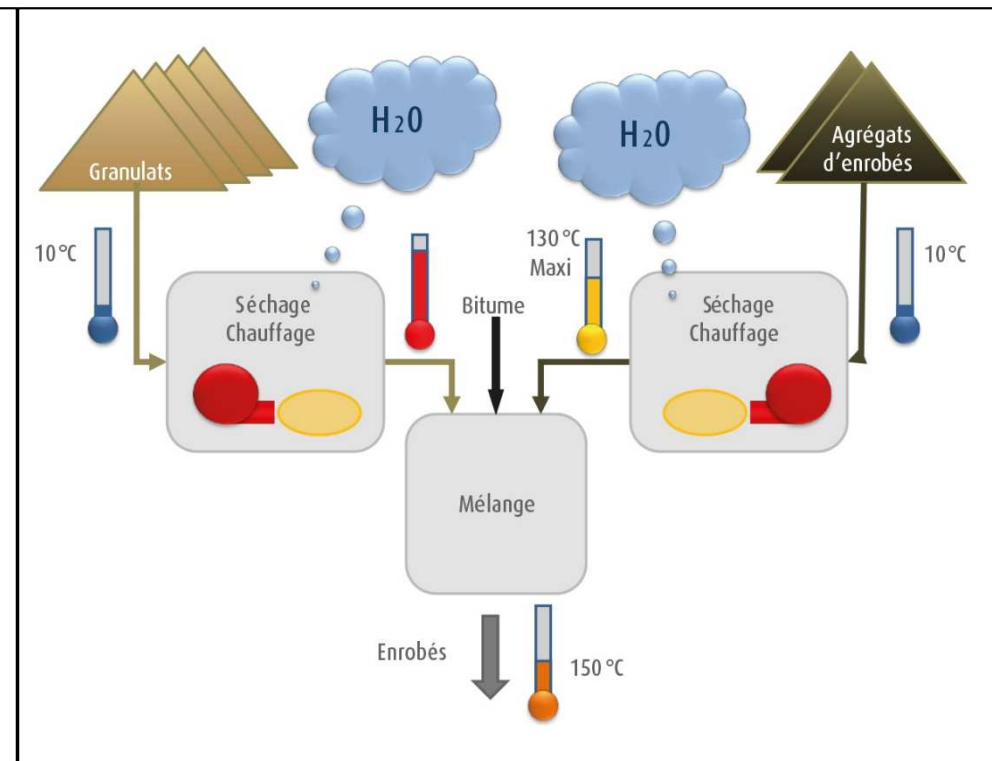 H2O
H2O
Granulats
Agrégats
d'enrobés
10 °C
130 °C
Maxi
10 °C
Séchage
Chauffage
Bitume
Séchage
Chauffage
Mélange
Enrobés
150 °C